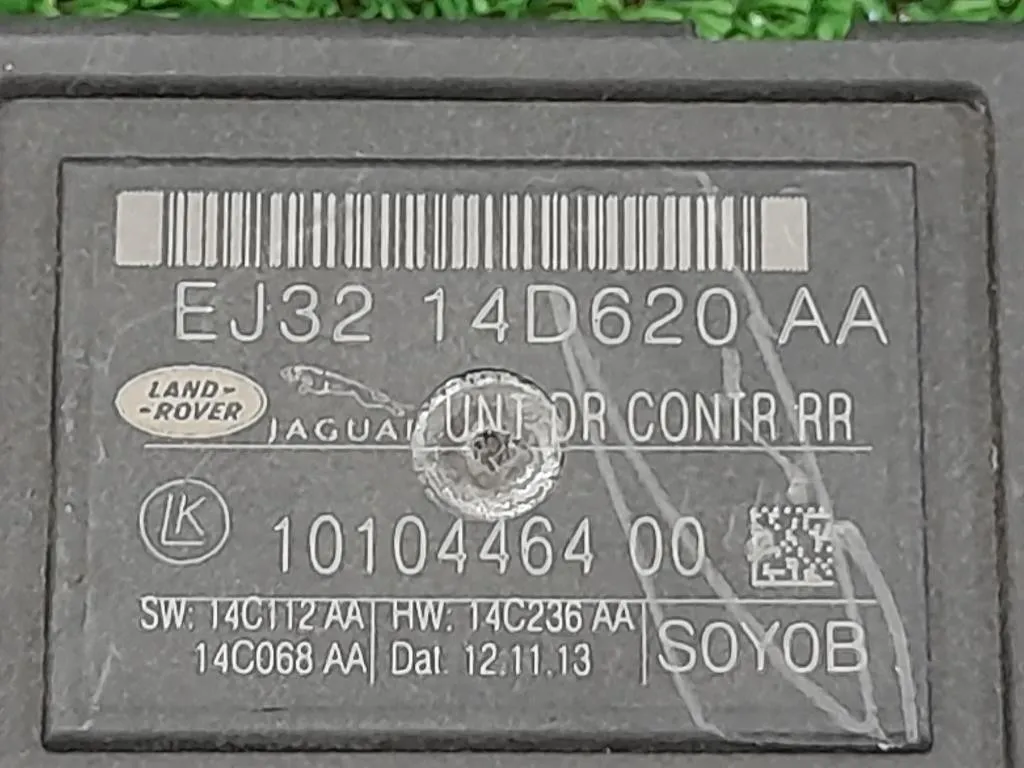 EJ32 14D620 AA
LAND-
-ROVER
JAGUAR UNIT DR CONTR RR
LK
10104464 00
SW: 14C112 AA HW: 14C236 AA
14C068 AA Dat. 12.11.13
SOYOB